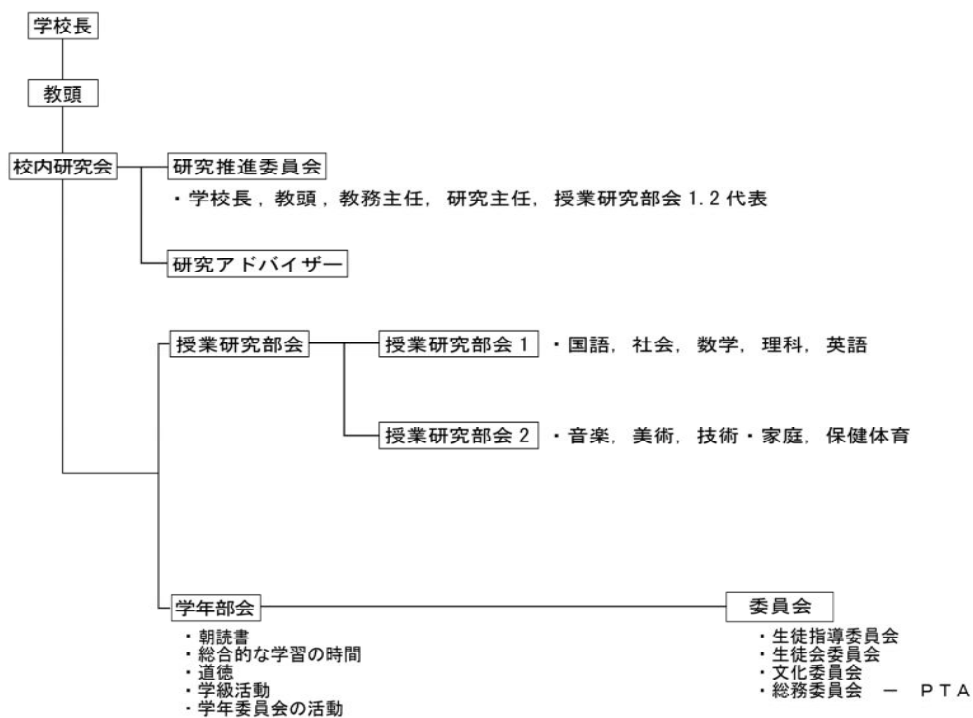 学校長
教頭
校内研究会
研究推進委員会
・学校長，教頭，教務主任，研究主任，授業研究部会1.2代表
研究アドバイザー
授業研究部会
授業研究部会1 ・国語，社会，数学，理科，英語
授業研究部会2 ・音楽，美術，技術・家庭，保健体育
学年部会
・朝読書
・総合的な学習の時間
・道徳
・学級活動
・学年委員会の活動
委員会
・生徒指導委員会
・生徒会委員会
・文化委員会
・総務委員会 － ＰＴＡ